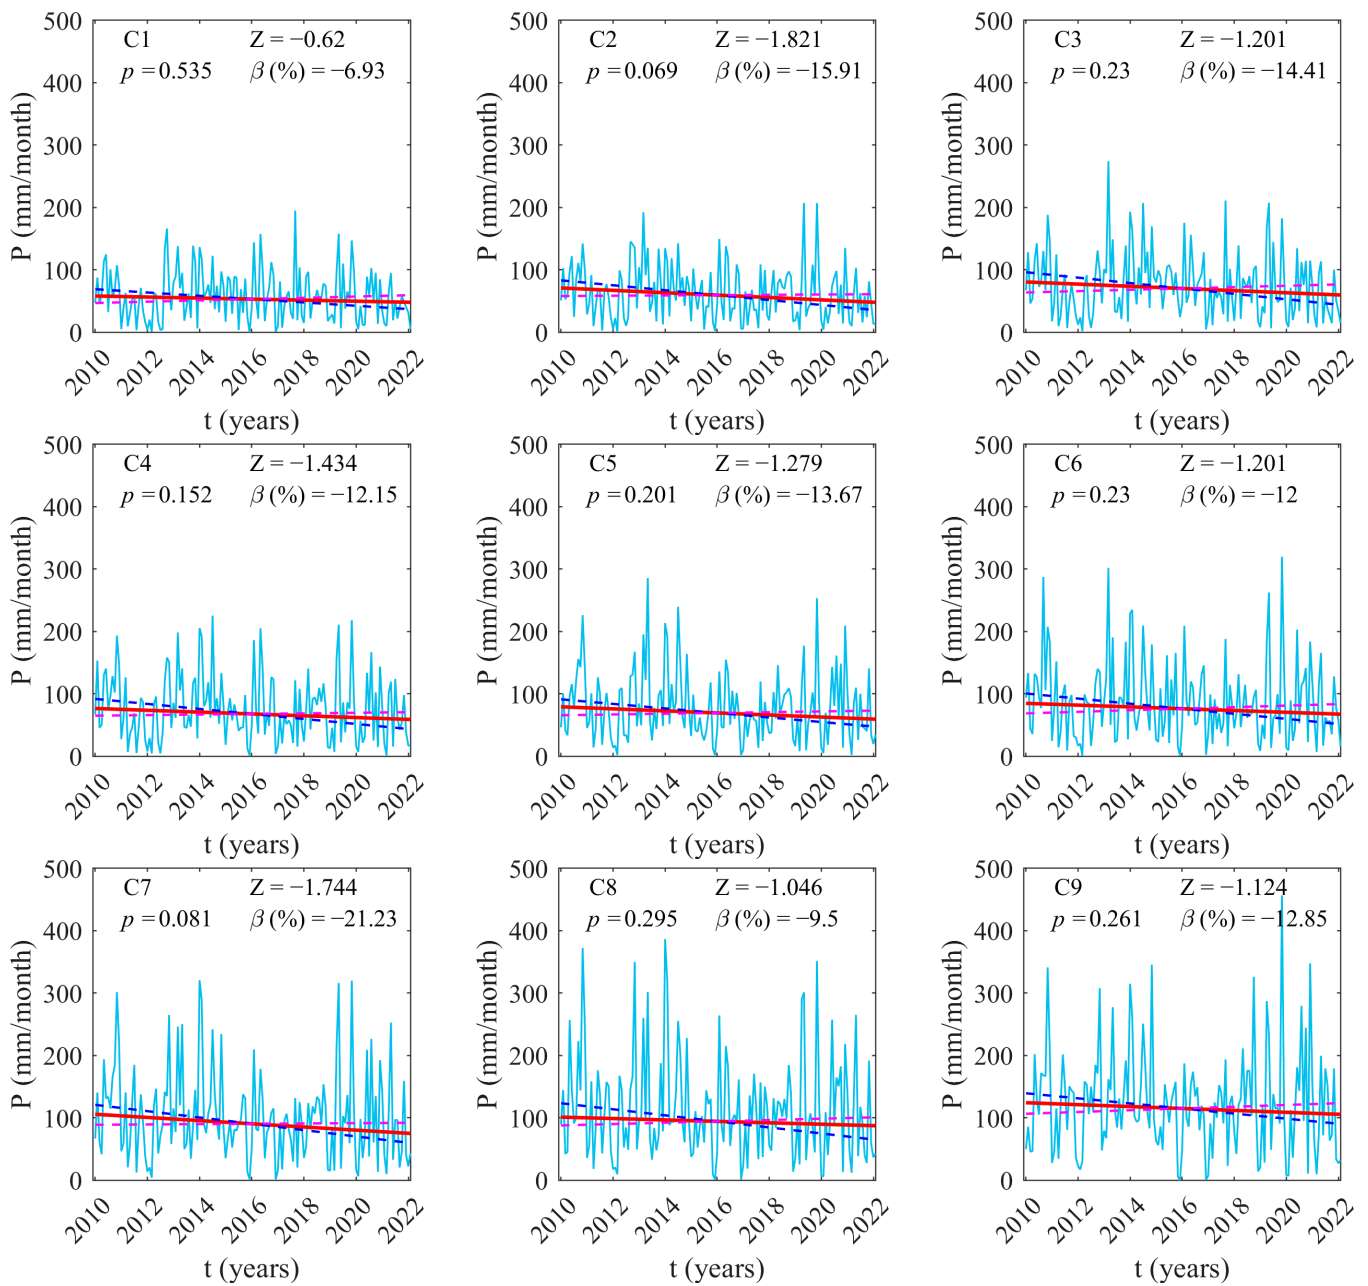 C1 Z = −0.62
p = 0.535 β (%) = −6.93
P (mm/month)
500
400
300
200
100
0
2010 2012 2014 2016 2018 2020 2022
t (years)
C2 Z = −1.821
p = 0.069 β (%) = −15.91
P (mm/month)
500
400
300
200
100
0
2010 2012 2014 2016 2018 2020 2022
t (years)
C3 Z = −1.201
p = 0.23 β (%) = −14.41
P (mm/month)
500
400
300
200
100
0
2010 2012 2014 2016 2018 2020 2022
t (years)
C4 Z = −1.434
p = 0.152 β (%) = −12.15
P (mm/month)
500
400
300
200
100
0
2010 2012 2014 2016 2018 2020 2022
t (years)
C5 Z = −1.279
p = 0.201 β (%) = −13.67
P (mm/month)
500
400
300
200
100
0
2010 2012 2014 2016 2018 2020 2022
t (years)
C6 Z = −1.201
p = 0.23 β (%) = −12
P (mm/month)
500
400
300
200
100
0
2010 2012 2014 2016 2018 2020 2022
t (years)
C7 Z = −1.744
p = 0.081 β (%) = −21.23
P (mm/month)
500
400
300
200
100
0
2010 2012 2014 2016 2018 2020 2022
t (years)
C8 Z = −1.046
p = 0.295 β (%) = −9.5
P (mm/month)
500
400
300
200
100
0
2010 2012 2014 2016 2018 2020 2022
t (years)
C9 Z = −1.124
p = 0.261 β (%) = −12.85
P (mm/month)
500
400
300
200
100
0
2010 2012 2014 2016 2018 2020 2022
t (years)